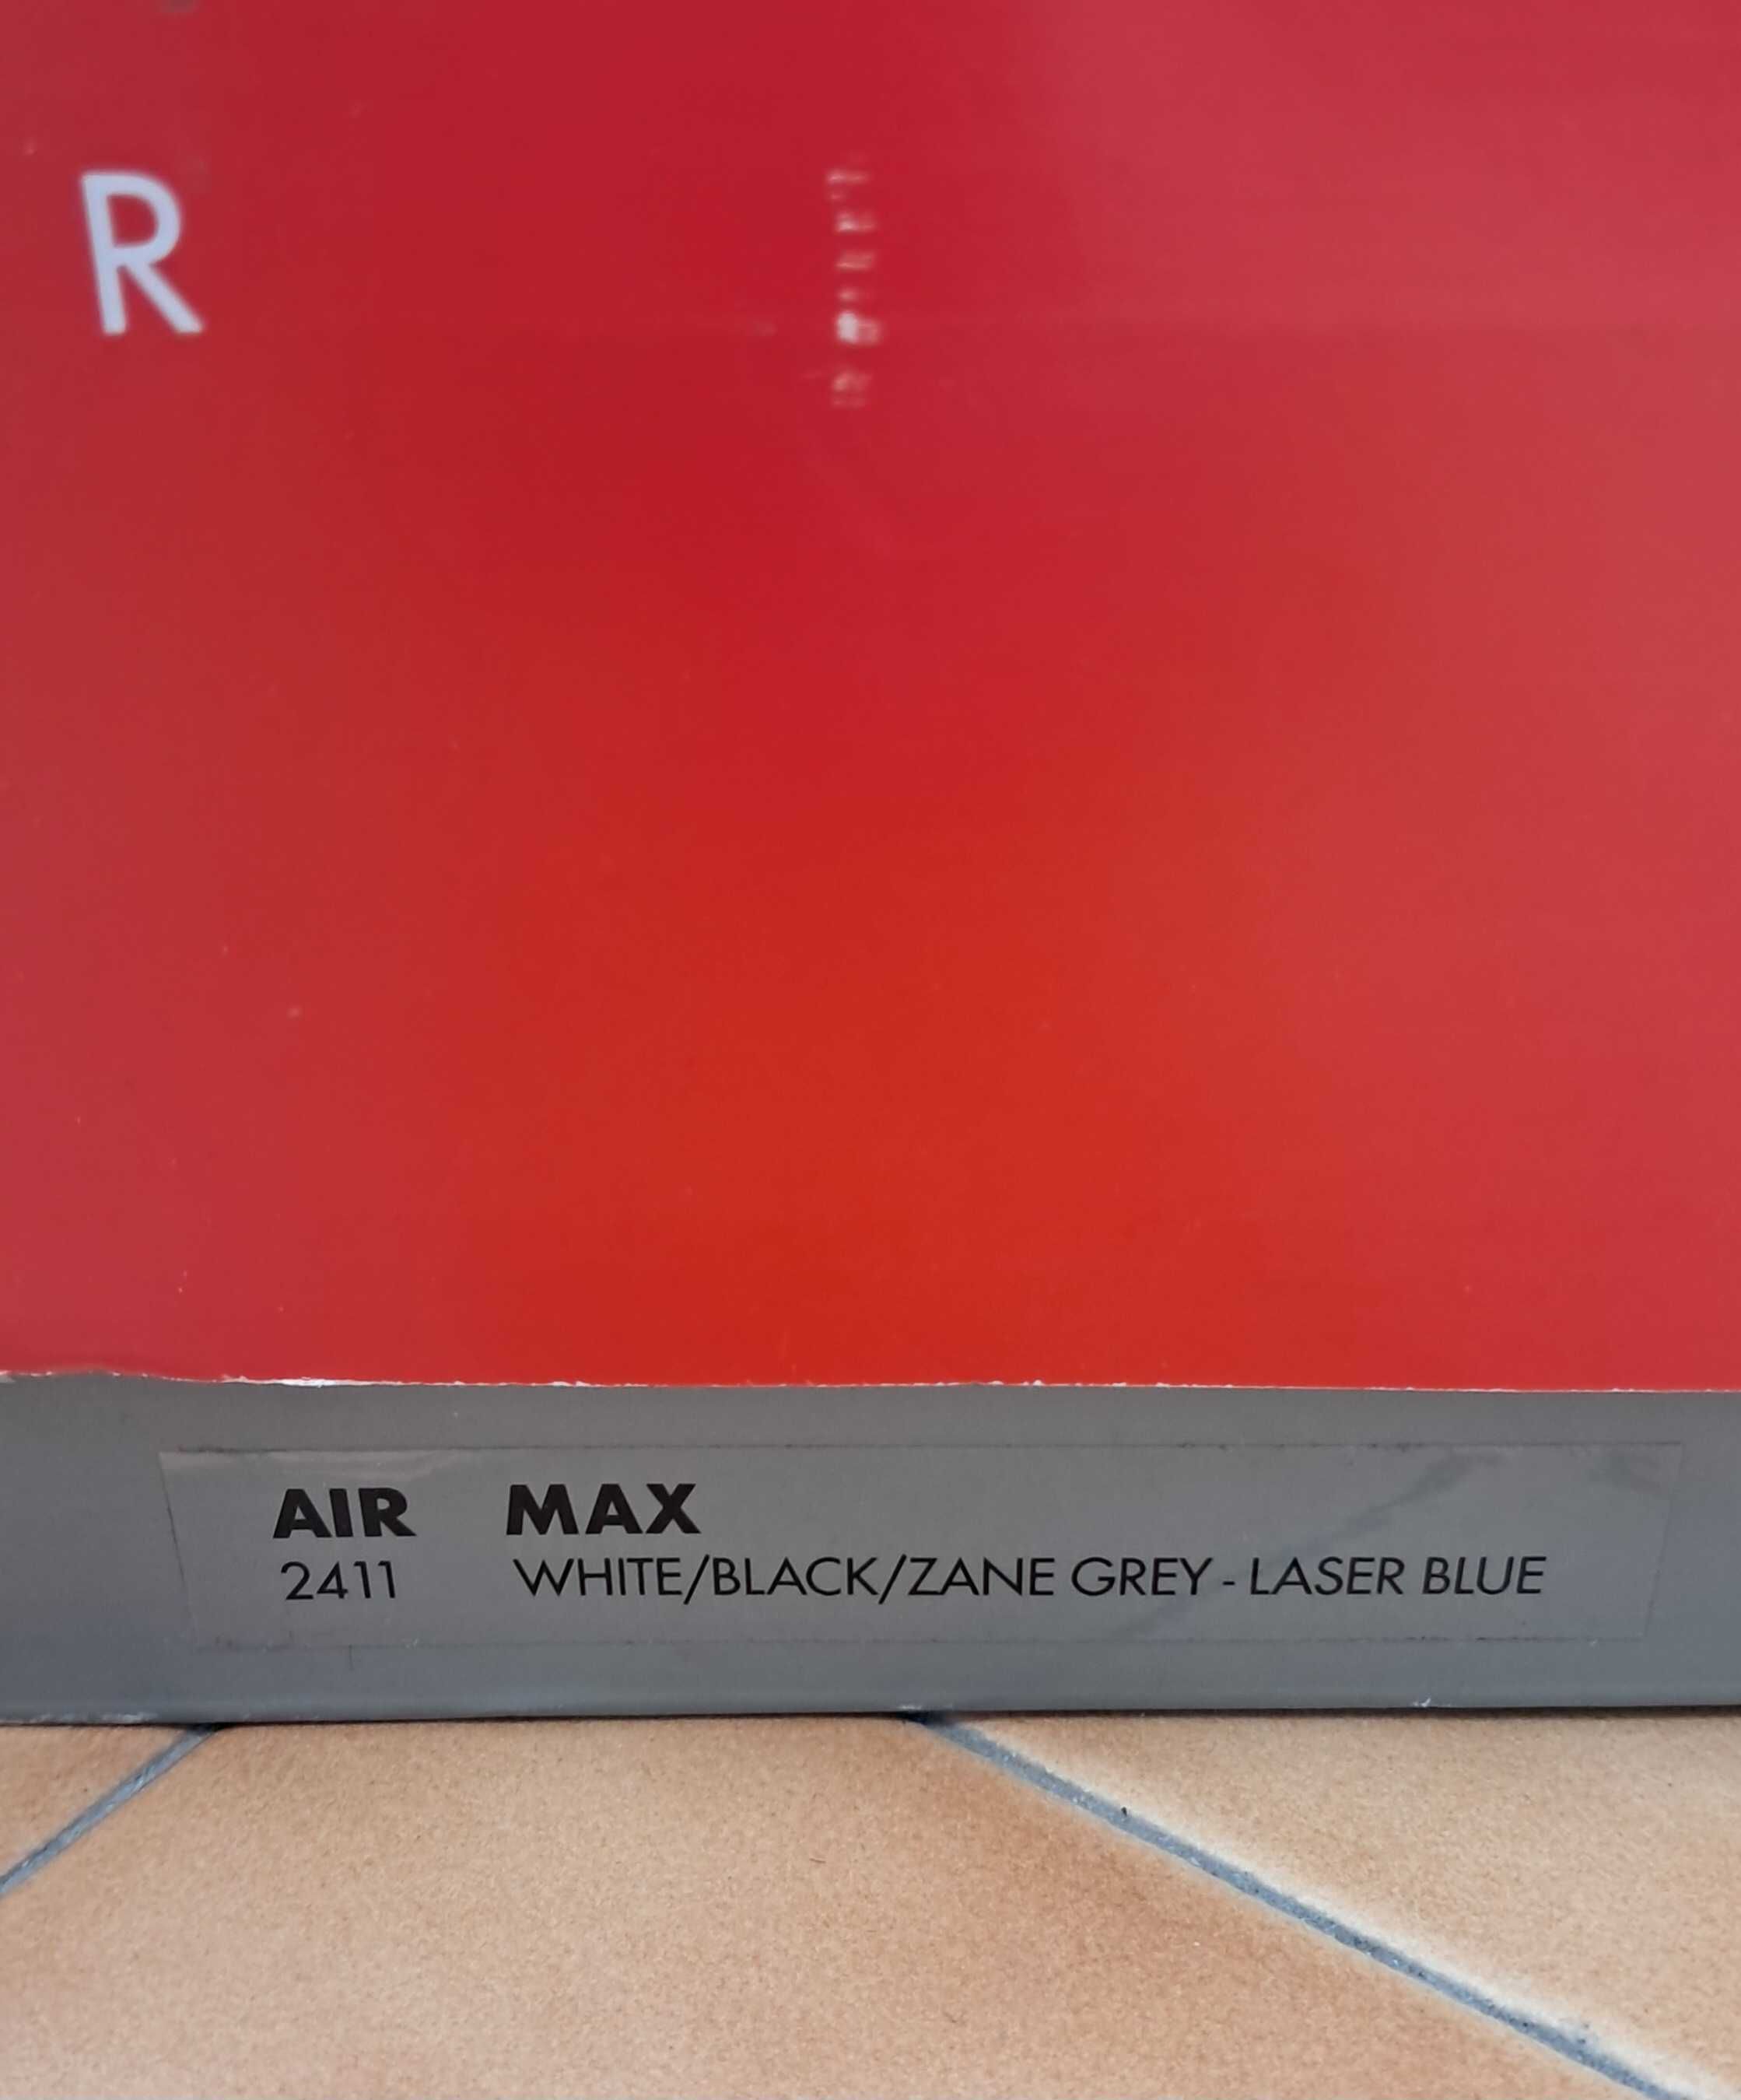 R
AIR MAX
2411 WHITE/BLACK/ZANE GREY - LASER BLUE